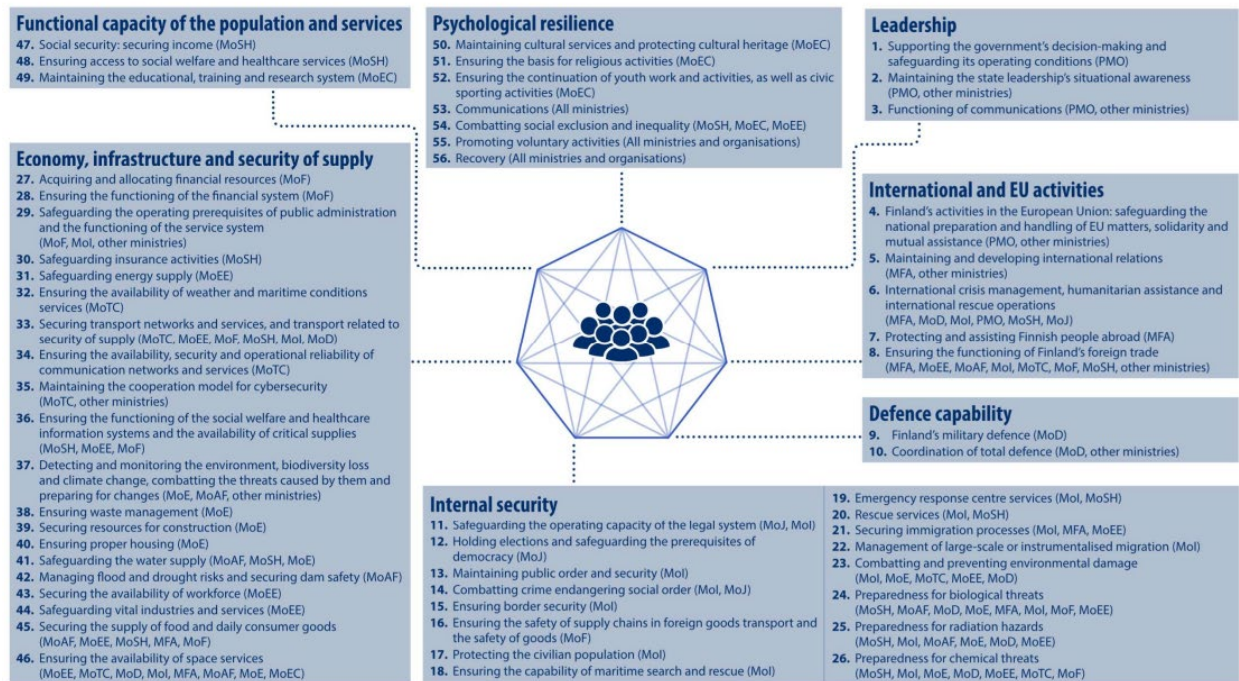 Functional capacity of the population and services
47. Social security: securing income (MoSH)
48. Ensuring access to social welfare and healthcare services (MoSH)
49. Maintaining the educational, training and research system (MoEC)
Psychological resilience
50. Maintaining cultural services and protecting cultural heritage (MoEC)
51. Ensuring the basis for religious activities (MoEC)
52. Ensuring the continuation of youth work and activities, as well as civic
sporting activities (MoEC)
53. Communications (All ministries)
54. Combatting social exclusion and inequality (MoSH, MoEC, MoEE)
55. Promoting voluntary activities (All ministries and organisations)
56. Recovery (All ministries and organisations)
Leadership
1. Supporting the government's decision-making and
safeguarding its operating conditions (PMO)
2. Maintaining the state leadership's situational awareness
(PMO, other ministries)
3. Functioning of communications (PMO, other ministries)
Economy, infrastructure and security of supply
27. Acquiring and allocating financial resources (MoF)
28. Ensuring the functioning of the financial system (MoF)
29. Safeguarding the operating prerequisites of public administration
and the functioning of the service system
(MoF, MoI, other ministries)
30. Safeguarding insurance activities (MoSH)
31. Safeguarding energy supply (MoEE)
32. Ensuring the availability of weather and maritime conditions
services (MoTC)
33. Securing transport networks and services, and transport related to
security of supply (MoTC, MoEE, MoF, MoSH, MoI, MoD)
34. Ensuring the availability, security and operational reliability of
communication networks and services (MoTC)
35. Maintaining the cooperation model for cybersecurity
(MoTC, other ministries)
36. Ensuring the functioning of the social welfare and healthcare
information systems and the availability of critical supplies
(MoSH, MoEE, MoF)
37. Detecting and monitoring the environment, biodiversity loss
and climate change, combatting the threats caused by them and
preparing for changes (MoE, MoAF, other ministries)
38. Ensuring waste management (MoE)
39. Securing resources for construction (MoE)
40. Ensuring proper housing (MoE)
41. Safeguarding the water supply (MoAF, MoSH, MoE)
42. Managing flood and drought risks and securing dam safety (MoAF)
43. Securing the availability of workforce (MoEE)
44. Safeguarding vital industries and services (MoEE)
45. Securing the supply of food and daily consumer goods
(MoAF, MoEE, MoSH, MFA, MoF)
46. Ensuring the availability of space services
(MoEE, MoTC, MoD, MoI, MFA, MoAF, MoE, MoEC)
International and EU activities
4. Finland's activities in the European Union: safeguarding the
national preparation and handling of EU matters, solidarity and
mutual assistance (PMO, other ministries)
5. Maintaining and developing international relations
(MFA, other ministries)
6. International crisis management, humanitarian assistance and
international rescue operations
(MFA, MoD, MoI, PMO, MoSH, MoJ)
7. Protecting and assisting Finnish people abroad (MFA)
8. Ensuring the functioning of Finland's foreign trade
(MFA, MoEE, MoAF, MoI, MoTC, MoF, MoSH, other ministries)
Defence capability
9. Finland's military defence (MoD)
10. Coordination of total defence (MoD, other ministries)
Internal security
11. Safeguarding the operating capacity of the legal system (MoJ, MoI)
12. Holding elections and safeguarding the prerequisites of
democracy (MoJ)
13. Maintaining public order and security (MoI)
14. Combatting crime endangering social order (MoI, MoJ)
15. Ensuring border security (MoI)
16. Ensuring the safety of supply chains in foreign goods transport and
the safety of goods (MoF)
17. Protecting the civilian population (MoI)
18. Ensuring the capability of maritime search and rescue (MoI)
19. Emergency response centre services (MoI, MoSH)
20. Rescue services (MoI, MoSH)
21. Securing immigration processes (MoI, MFA, MoEE)
22. Management of large-scale or instrumentalised migration (MoI)
23. Combatting and preventing environmental damage
(MoI, MoE, MoTC, MoEE, MoD)
24. Preparedness for biological threats
(MoSH, MoAF, MoD, MoE, MFA, MoI, MoF, MoEE)
25. Preparedness for radiation hazards
(MoSH, MoI, MoAF, MoE, MoD, MoEE)
26. Preparedness for chemical threats
(MoSH, MoI, MoE, MoD, MoEE, MoTC, MoF)